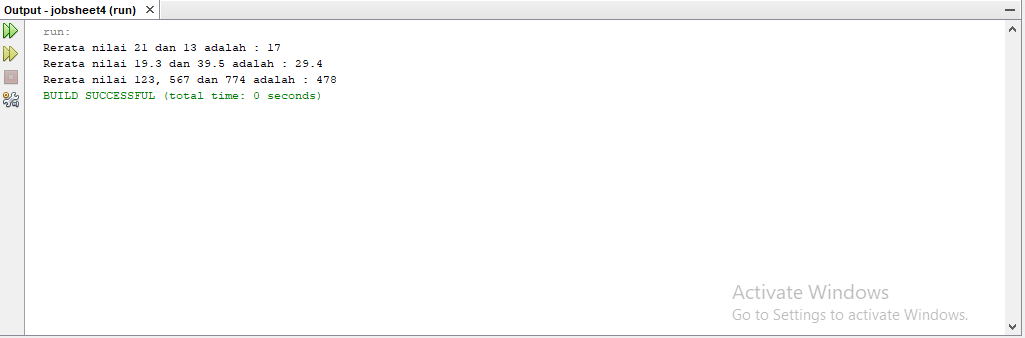 Output - jobsheet4 (run)
run:
Rerata nilai 21 dan 13 adalah : 17
Rerata nilai 19.3 dan 39.5 adalah : 29.4
Rerata nilai 123, 567 dan 774 adalah : 478
BUILD SUCCESSFUL (total time: 0 seconds)
Activate Windows
Go to Settings to activate Windows.